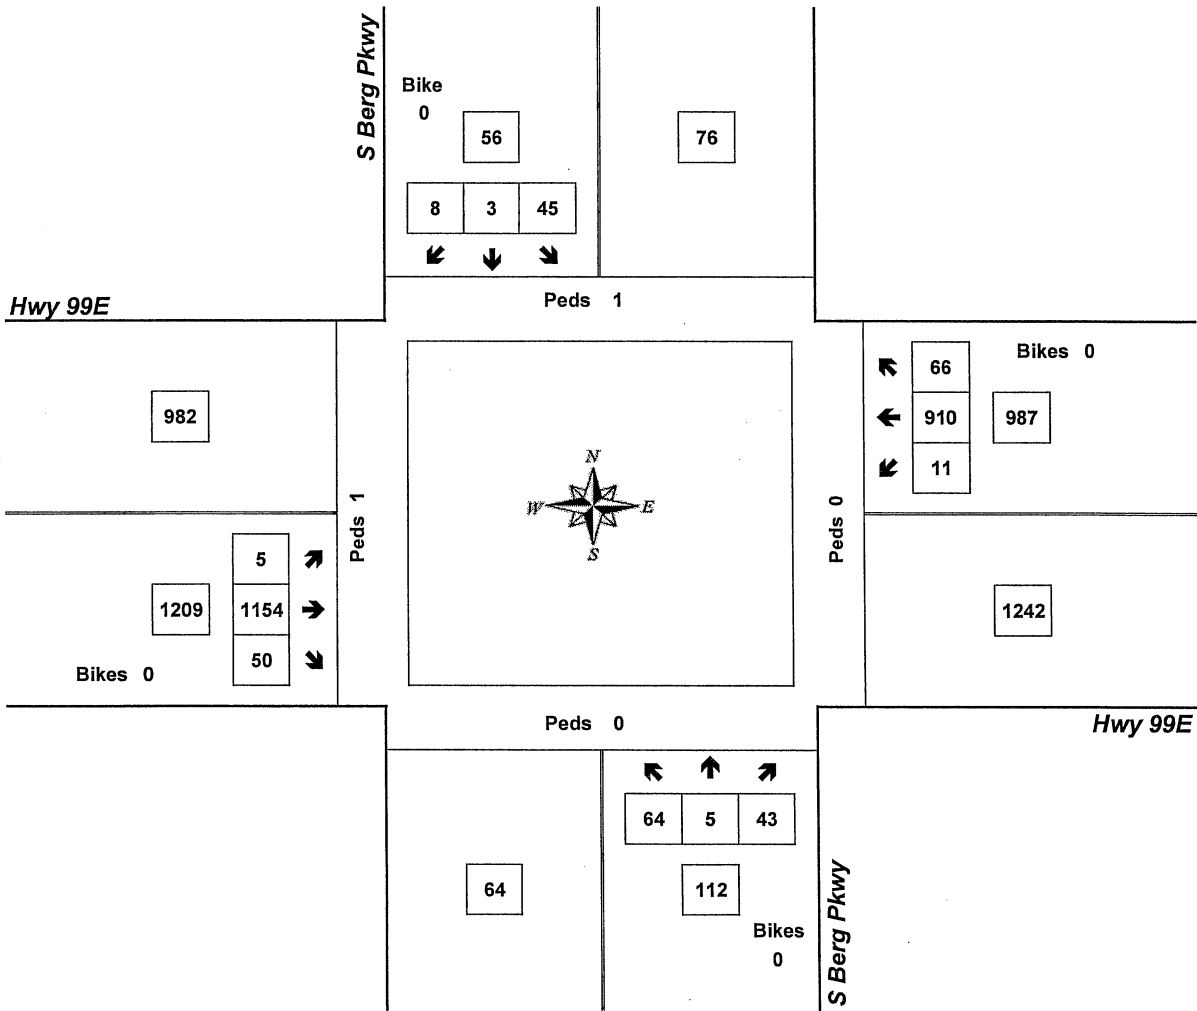 S Berg Pkwy
Bike
0
56
76
8 3 45
Peds 1
Hwy 99E
Bikes 0
66
982
910 987
11
N
W E
S
Peds 1
Peds 0
5
1209 1154
1242
50
Bikes 0
Peds 0
Hwy 99E
64 5 43
64
112
Bikes
0
S Berg Pkwy